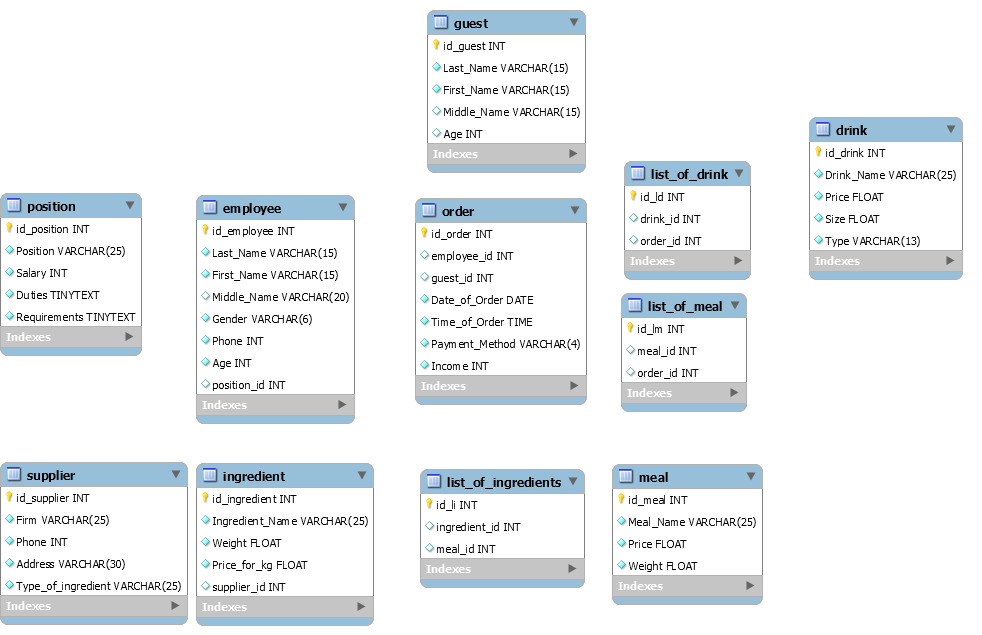 guest
id_guest INT
Last_Name VARCHAR(15)
First_Name VARCHAR(15)
Middle_Name VARCHAR(15)
Age INT
Indexes
drink
id_drink INT
Drink_Name VARCHAR(25)
Price FLOAT
Size FLOAT
Type VARCHAR(13)
Indexes
list_of_drink
id_ld INT
drink_id INT
order_id INT
Indexes
position
id_position INT
Position VARCHAR(25)
Salary INT
Duties TINYTEXT
Requirements TINYTEXT
Indexes
employee
id_employee INT
Last_Name VARCHAR(15)
First_Name VARCHAR(15)
Middle_Name VARCHAR(20)
Gender VARCHAR(6)
Phone INT
Age INT
position_id INT
Indexes
order
id_order INT
employee_id INT
guest_id INT
Date_of_Order DATE
Time_of_Order TIME
Payment_Method VARCHAR(4)
Income INT
Indexes
list_of_meal
id_lm INT
meal_id INT
order_id INT
Indexes
supplier
id_supplier INT
Firm VARCHAR(25)
Phone INT
Address VARCHAR(30)
Type_of_ingredient VARCHAR(25)
Indexes
ingredient
id_ingredient INT
Ingredient_Name VARCHAR(25)
Weight FLOAT
Price_for_kg FLOAT
supplier_id INT
Indexes
list_of_ingredients
id_li INT
ingredient_id INT
meal_id INT
Indexes
meal
id_meal INT
Meal_Name VARCHAR(25)
Price FLOAT
Weight FLOAT
Indexes